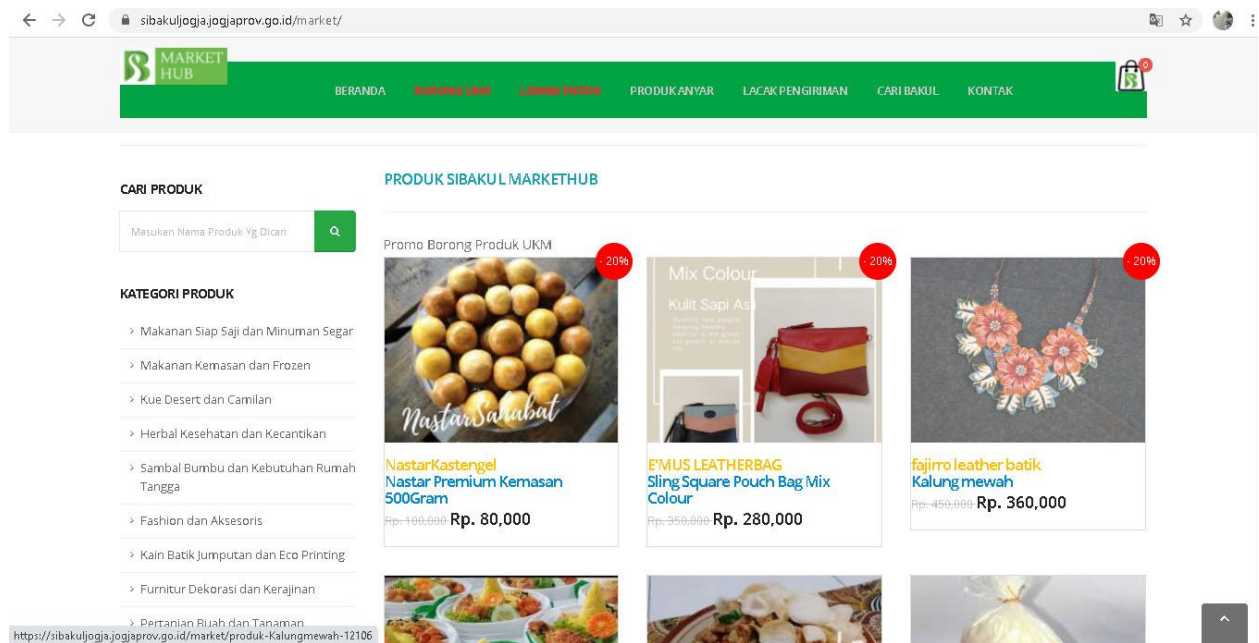 sibakuljogja.jogjaprov.go.id/market/
MARKET
HUB
0
BERANDA BORONG UKM LOMBA TIKTOK PRODUK ANYAR LACAK PENGIRIMAN CARI BAKUL KONTAK
CARI PRODUK
Masukan Nama Produk Yg Dicari
KATEGORI PRODUK
Makanan Siap Saji dan Minuman Segar
Makanan Kemasan dan Frozen
Kue Desert dan Camilan
Herbal Kesehatan dan Kecantikan
Sambal Bumbu dan Kebutuhan Rumah
Tangga
Fashion dan Aksesoris
Kain Batik Jumputan dan Eco Printing
Furnitur Dekorasi dan Kerajinan
Pertanian Buah dan Tanaman
PRODUK SIBAKUL MARKETHUB
Promo Borong Produk UKM
- 20%
NastarSahabat
NastarKastengel
Nastar Premium Kemasan
500Gram
Rp. 100,000 Rp. 80,000
- 20%
Mix Colour
Kulit Sapi Asli
E'MUS LEATHERBAG
Sling Square Pouch Bag Mix
Colour
Rp. 350,000 Rp. 280,000
- 20%
fajirro leather batik
Kalung mewah
Rp. 450,000 Rp. 360,000
https://sibakuljogja.jogjaprov.go.id/market/produk-Kalungmewah-12106